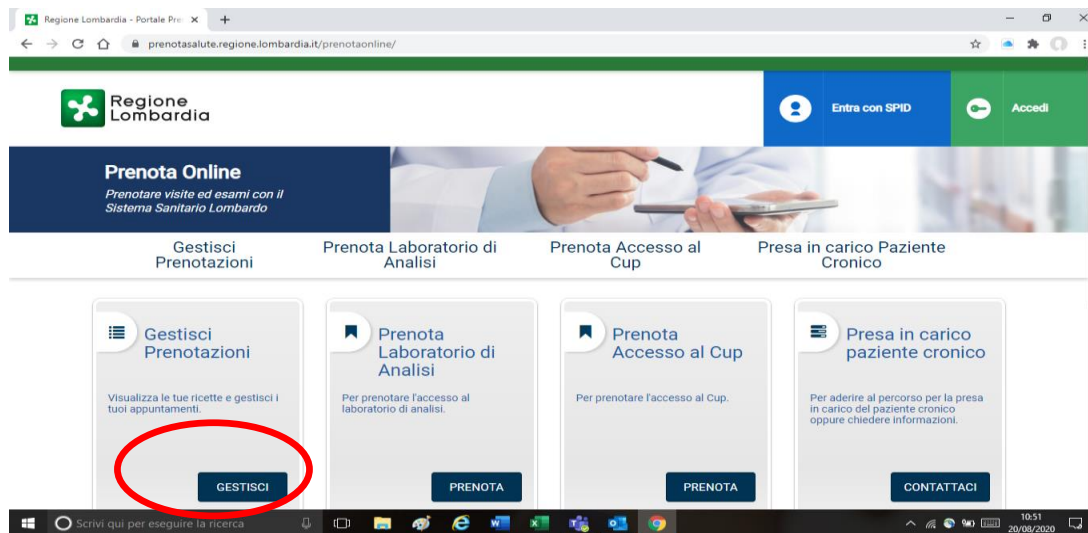 Regione Lombardia - Portale Pre
prenotasalute.regione.lombardia.it/prenotaonline/
Regione
Lombardia
Entra con SPID
Accedi
Prenota Online
Prenotare visite ed esami con il
Sistema Sanitario Lombardo
Gestisci
Prenotazioni
Prenota Laboratorio di
Analisi
Prenota Accesso al
Cup
Presa in carico Paziente
Cronico
Gestisci
Prenotazioni
Visualizza le tue ricette e gestisci i
tuoi appuntamenti.
GESTISCI
Prenota
Laboratorio di
Analisi
Per prenotare l'accesso al
laboratorio di analisi.
PRENOTA
Prenota
Accesso al Cup
Per prenotare l'accesso al Cup.
PRENOTA
Presa in carico
paziente cronico
Per aderire al percorso per la presa
in carico del paziente cronico
oppure chiedere informazioni.
CONTATTACI
Scrivi qui per eseguire la ricerca
10:51
20/08/2020